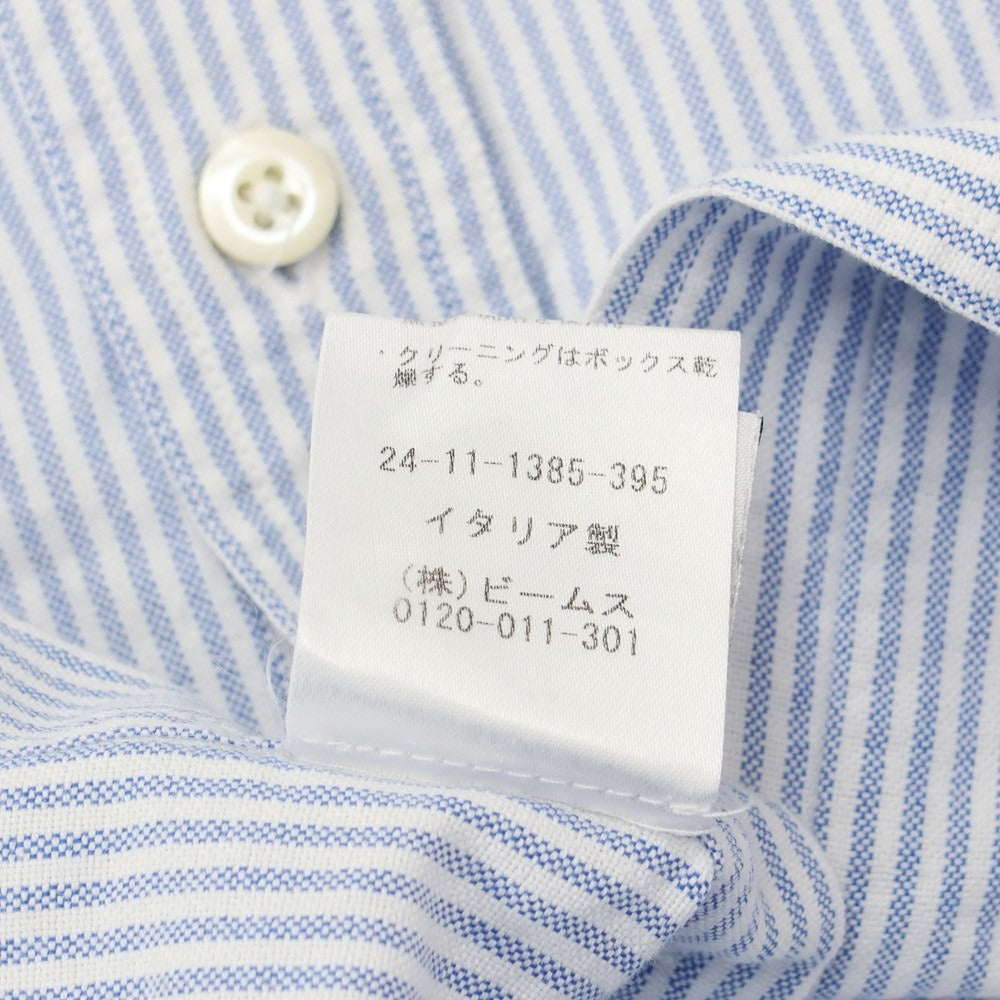 ・クリーニングはボックス乾
燥する。
24-11-1385-395
イタリア製
(株)ビームス
0120-011-301